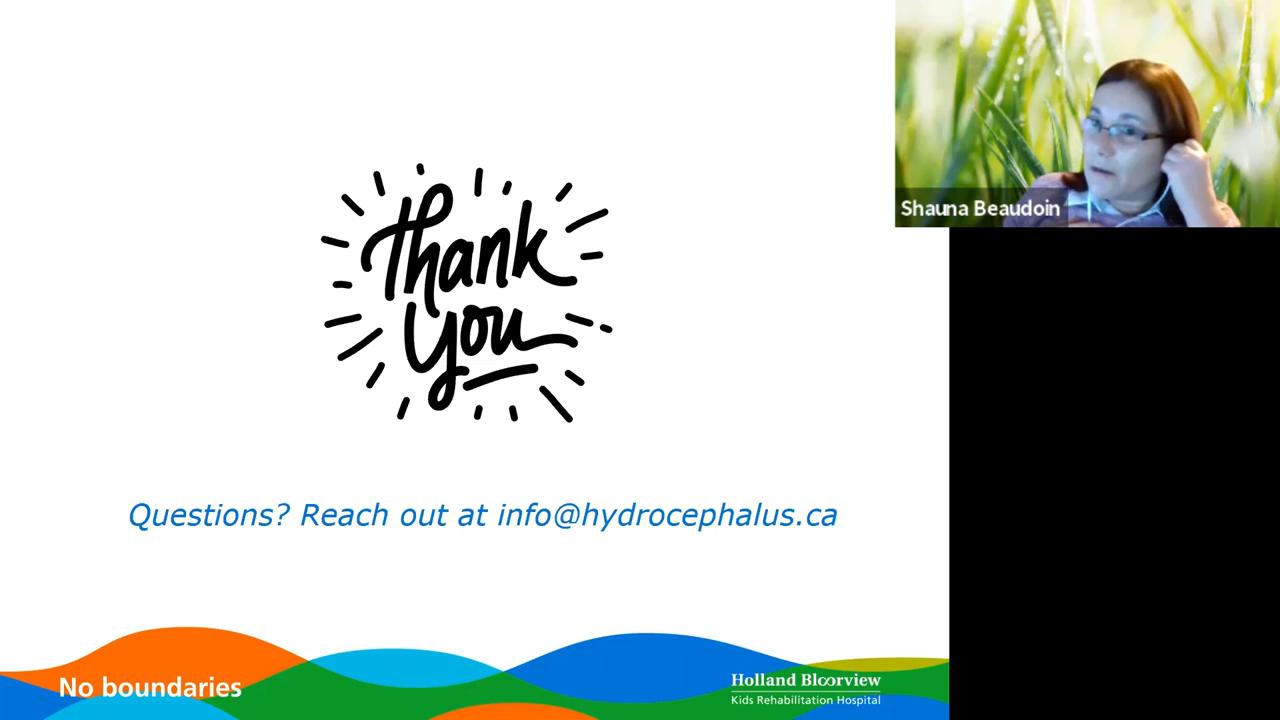 Shauna Beaudoin
Thank
you
Questions? Reach out at info@hydrocephalus.ca
No boundaries
Holland Bloorview
Kids Rehabilitation Hospital